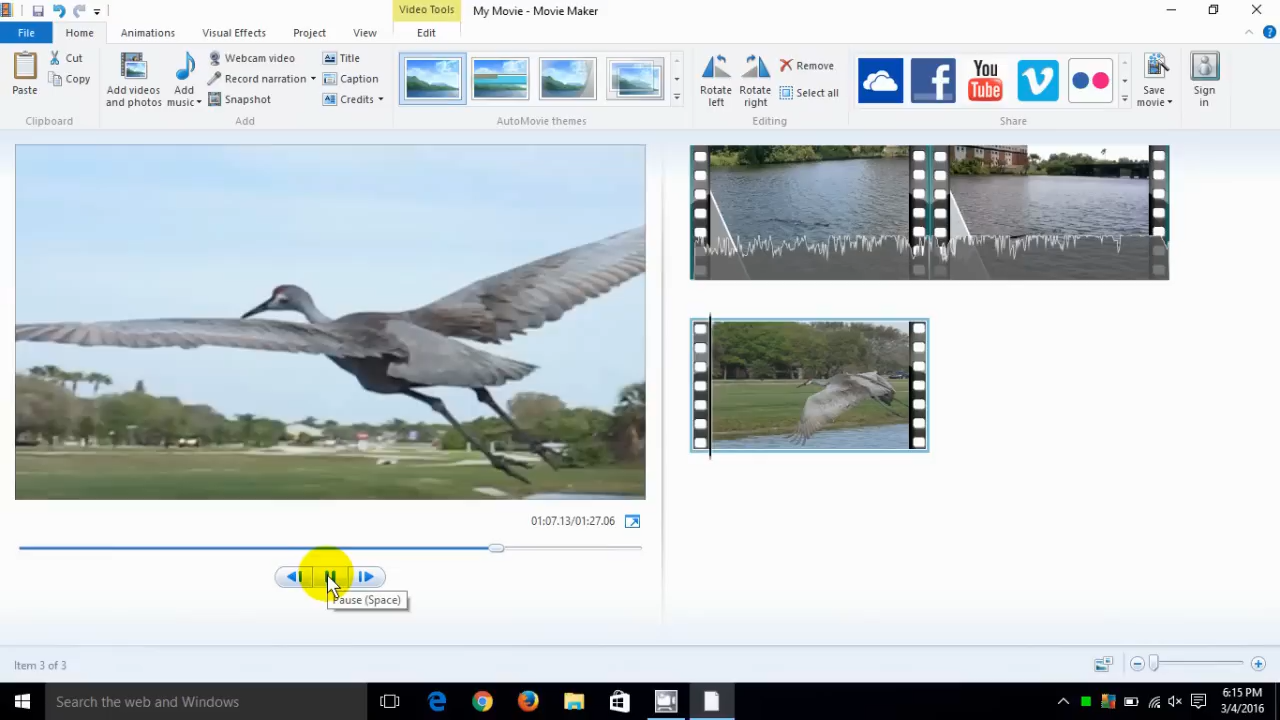 Video Tools
My Movie - Movie Maker
File
Home
Animations
Visual Effects
Project
View
Edit
Paste
Cut
Copy
Clipboard
Add videos
and photos
Add
music
Webcam video
Record narration
Snapshot
Title
Caption
Credits
Add
AutoMovie themes
Rotate
left
Rotate
right
Remove
Select all
Editing
You
Tube
Share
Save
movie
Sign
in
01:07.13/01:27.06
Pause (Space)
Item 3 of 3
Search the web and Windows
6:15 PM
3/4/2016